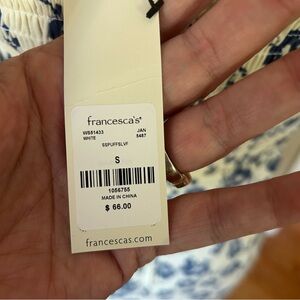 francesca's®
WS51433 JAN
WHITE 5487
SSPUFFSLVF
S
1056755
MADE IN CHINA
$ 66.00
francescas.com